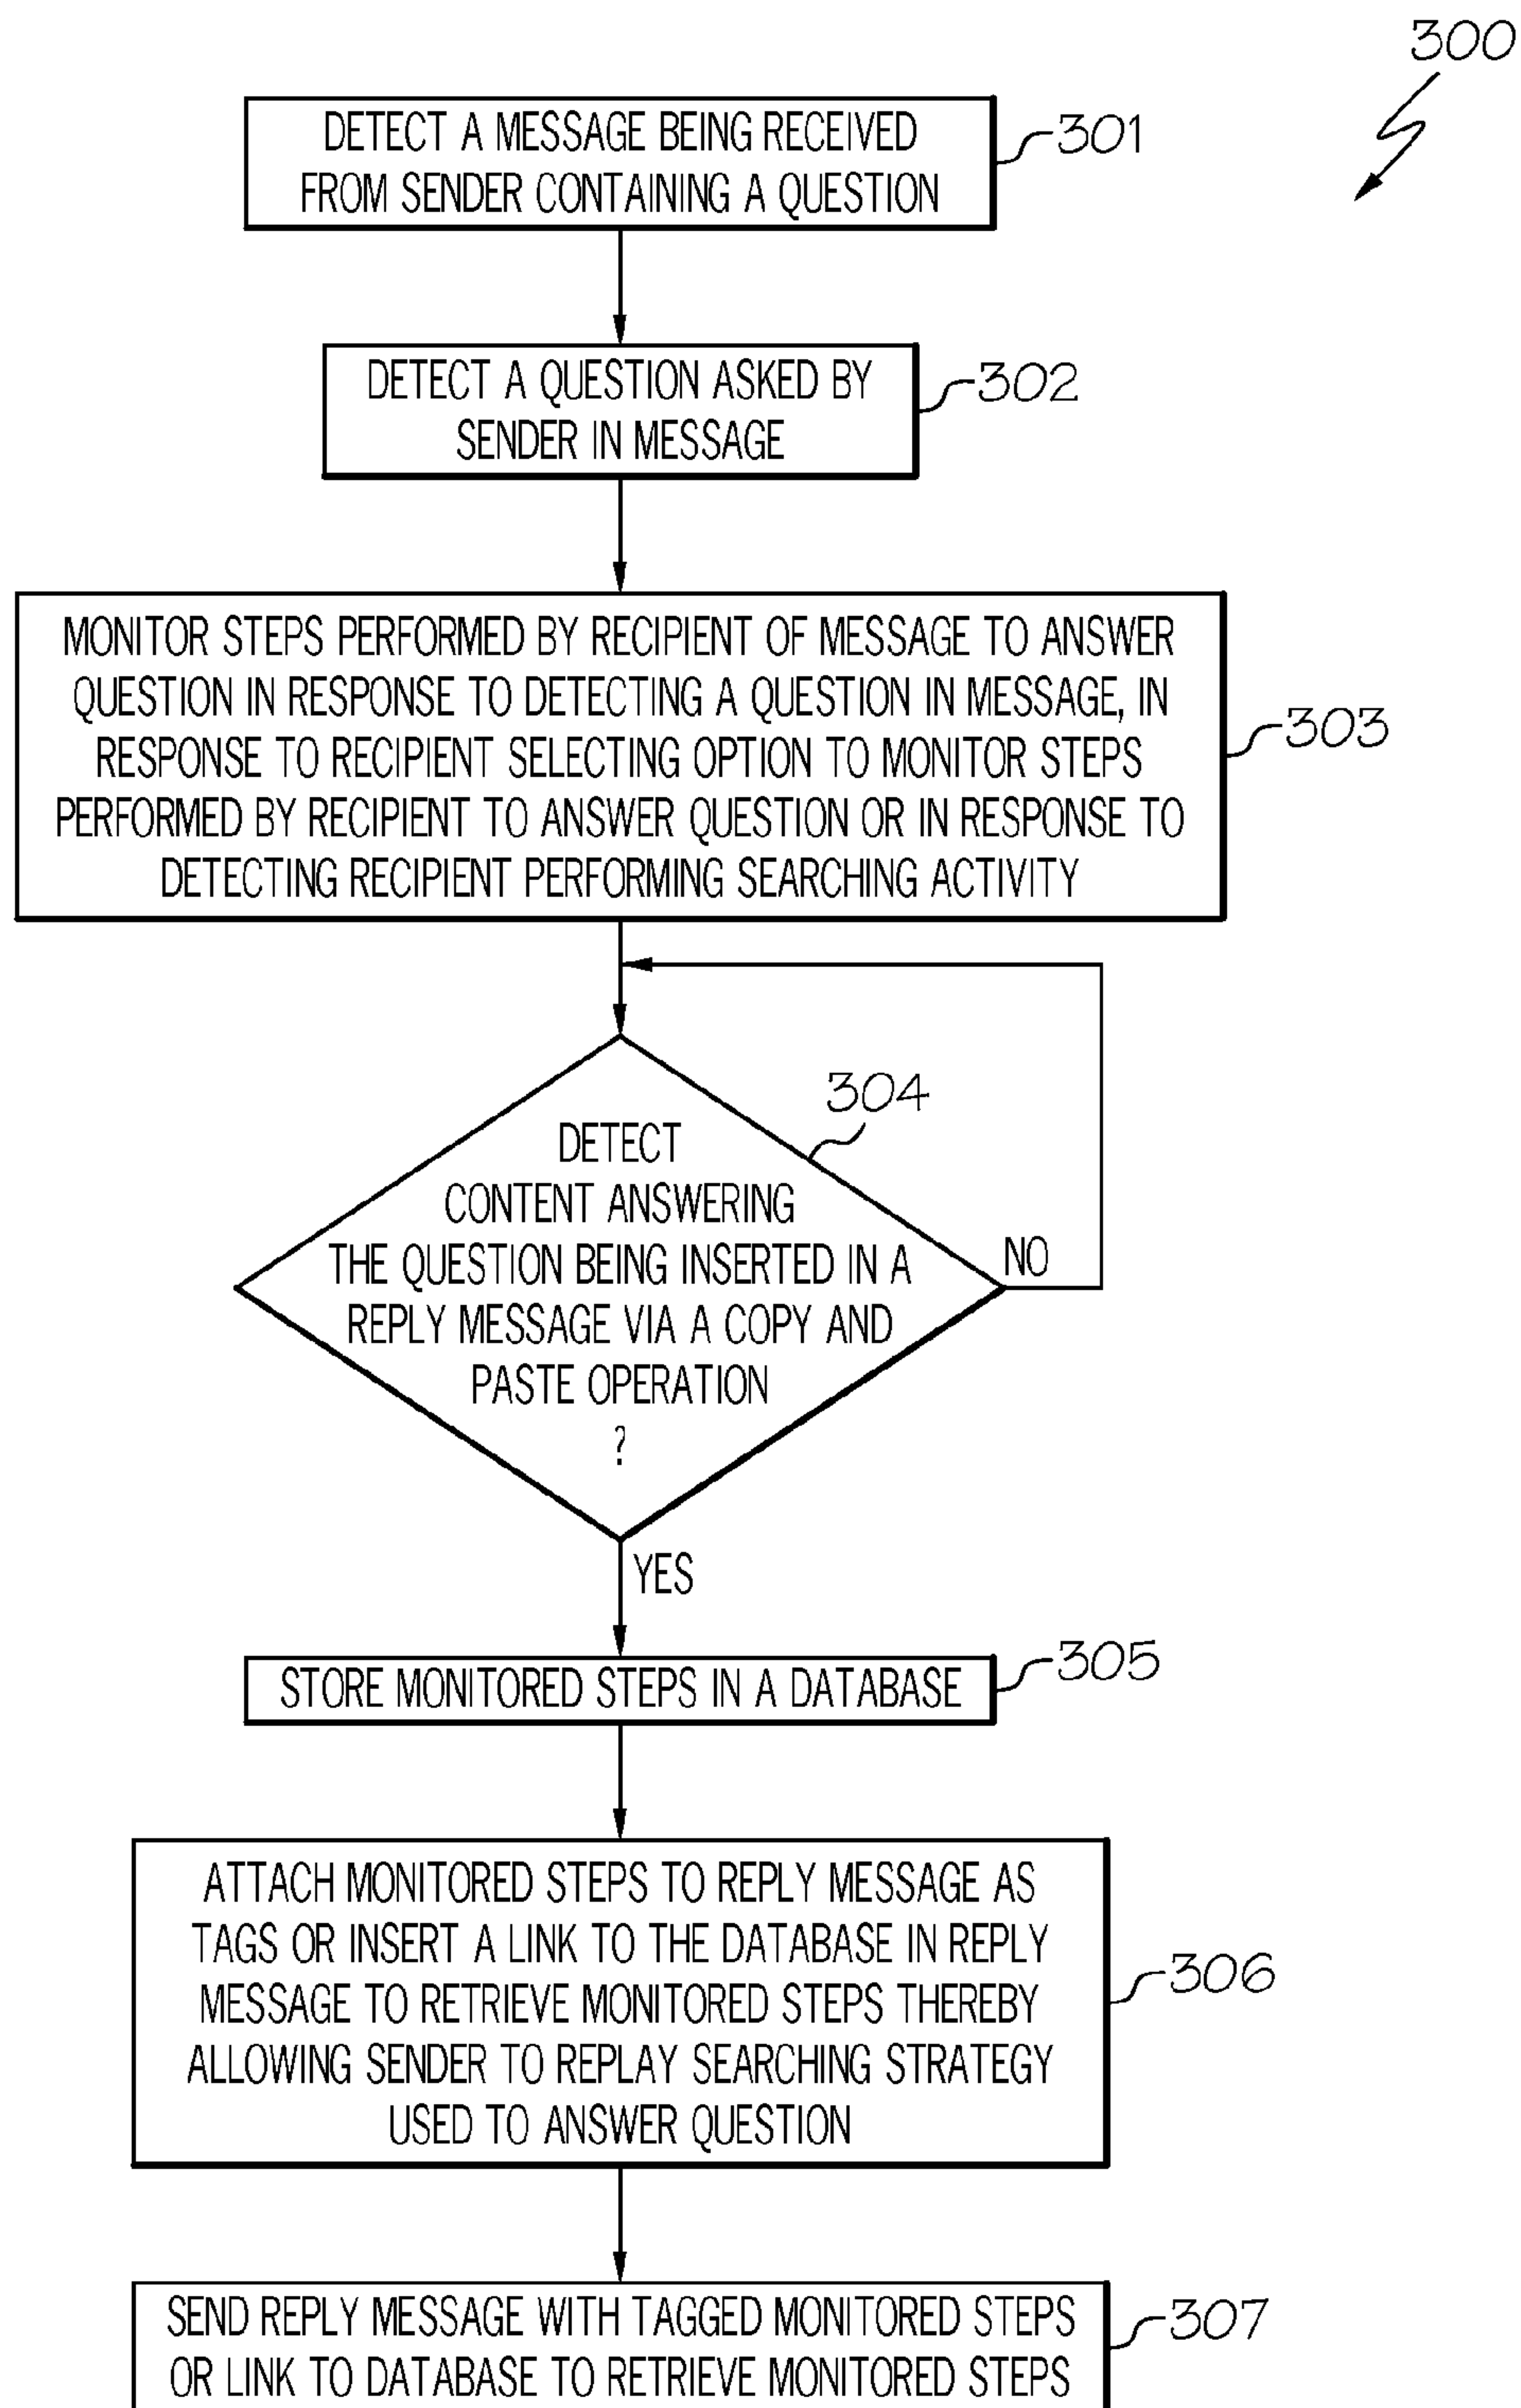 300
DETECT A MESSAGE BEING RECEIVED
FROM SENDER CONTAINING A QUESTION
301
DETECT A QUESTION ASKED BY
SENDER IN MESSAGE
302
MONITOR STEPS PERFORMED BY RECIPIENT OF MESSAGE TO ANSWER
QUESTION IN RESPONSE TO DETECTING A QUESTION IN MESSAGE, IN
RESPONSE TO RECIPIENT SELECTING OPTION TO MONITOR STEPS
PERFORMED BY RECIPIENT TO ANSWER QUESTION OR IN RESPONSE TO
DETECTING RECIPIENT PERFORMING SEARCHING ACTIVITY
303
304
DETECT
CONTENT ANSWERING
THE QUESTION BEING INSERTED IN A
REPLY MESSAGE VIA A COPY AND
PASTE OPERATION
?
NO
YES
STORE MONITORED STEPS IN A DATABASE
305
ATTACH MONITORED STEPS TO REPLY MESSAGE AS
TAGS OR INSERT A LINK TO THE DATABASE IN REPLY
MESSAGE TO RETRIEVE MONITORED STEPS THEREBY
ALLOWING SENDER TO REPLAY SEARCHING STRATEGY
USED TO ANSWER QUESTION
306
SEND REPLY MESSAGE WITH TAGGED MONITORED STEPS
OR LINK TO DATABASE TO RETRIEVE MONITORED STEPS
307